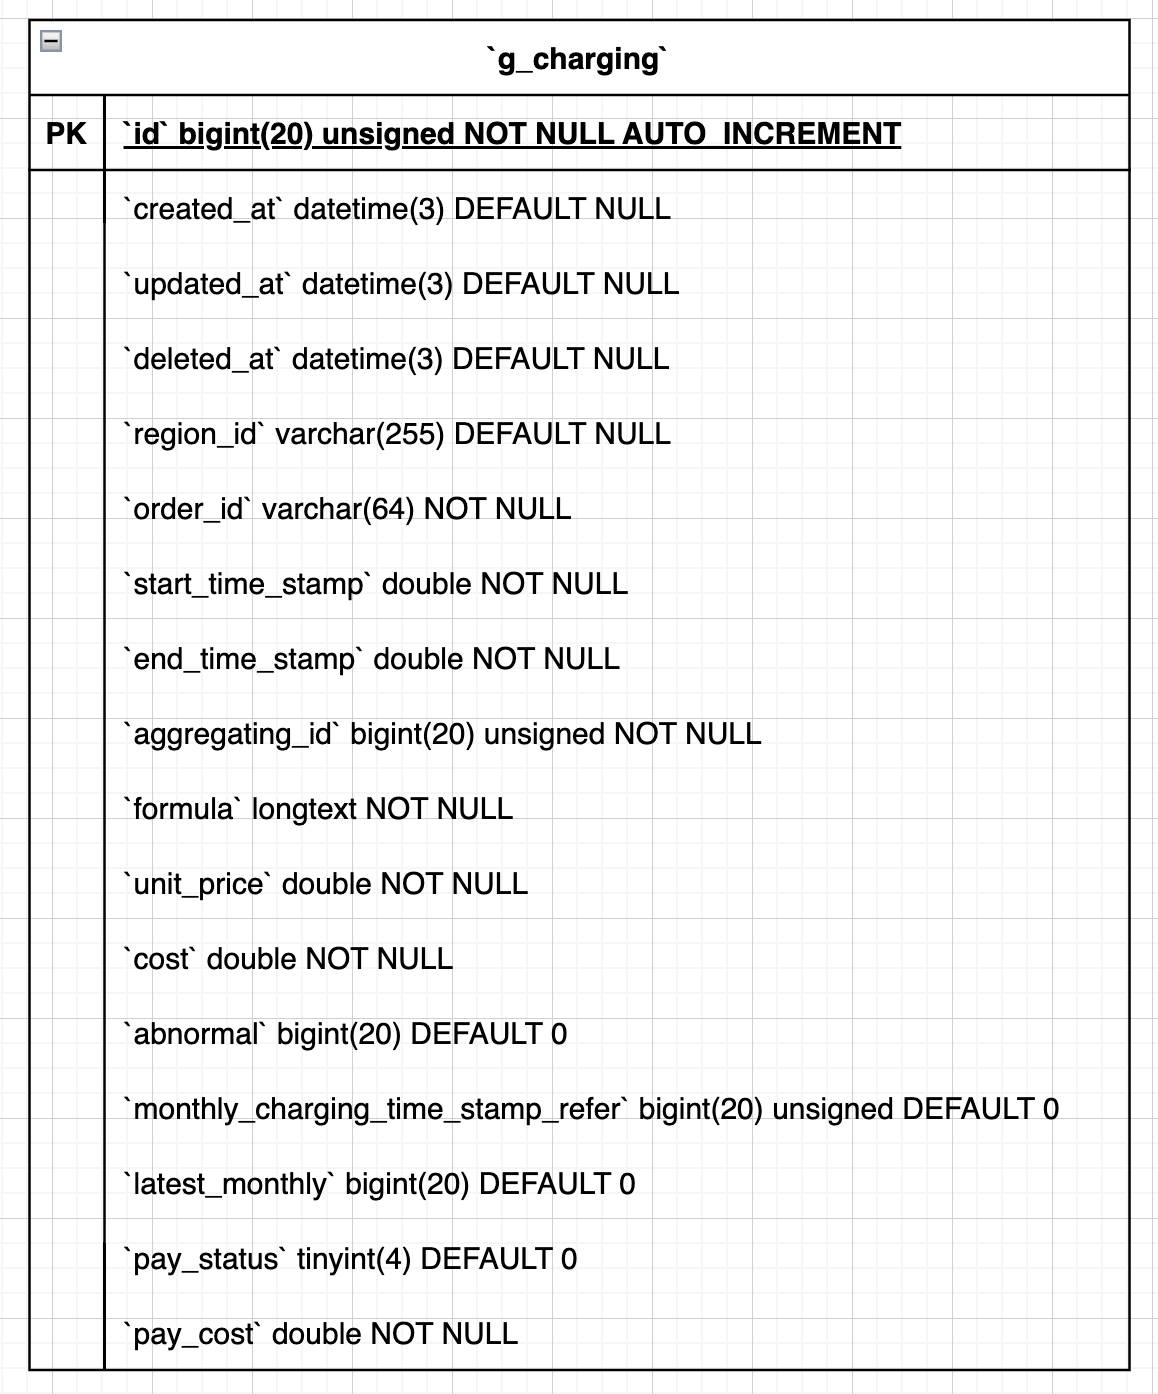 `g_charging`
PK
`id` bigint(20) unsigned NOT NULL AUTO_INCREMENT
`created_at` datetime(3) DEFAULT NULL
`updated_at` datetime(3) DEFAULT NULL
`deleted_at` datetime(3) DEFAULT NULL
`region_id` varchar(255) DEFAULT NULL
`order_id` varchar(64) NOT NULL
`start_time_stamp` double NOT NULL
`end_time_stamp` double NOT NULL
`aggregating_id` bigint(20) unsigned NOT NULL
`formula` longtext NOT NULL
`unit_price` double NOT NULL
`cost` double NOT NULL
`abnormal` bigint(20) DEFAULT 0
`monthly_charging_time_stamp_refer` bigint(20) unsigned DEFAULT 0
`latest_monthly` bigint(20) DEFAULT 0
`pay_status` tinyint(4) DEFAULT 0
`pay_cost` double NOT NULL